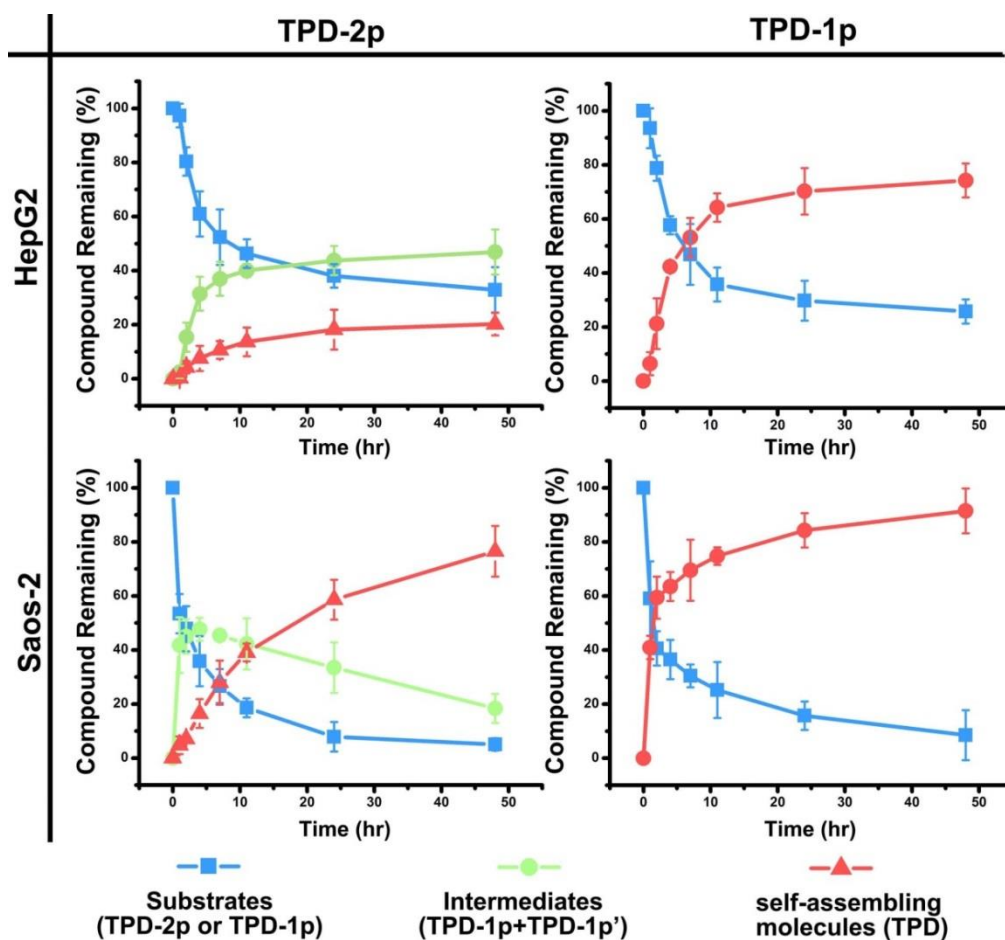 TPD-2p
TPD-1p
HepG2
Compound Remaining (%)
100
80
60
40
20
0
0 10 20 30 40 50
Time (hr)
Compound Remaining (%)
100
80
60
40
20
0
0 10 20 30 40 50
Time (hr)
Saos-2
Compound Remaining (%)
100
80
60
40
20
0
0 10 20 30 40 50
Time (hr)
Compound Remaining (%)
100
80
60
40
20
0
0 10 20 30 40 50
Time (hr)
Substrates
(TPD-2p or TPD-1p)
Intermediates
(TPD-1p+TPD-1p')
self-assembling
molecules (TPD)